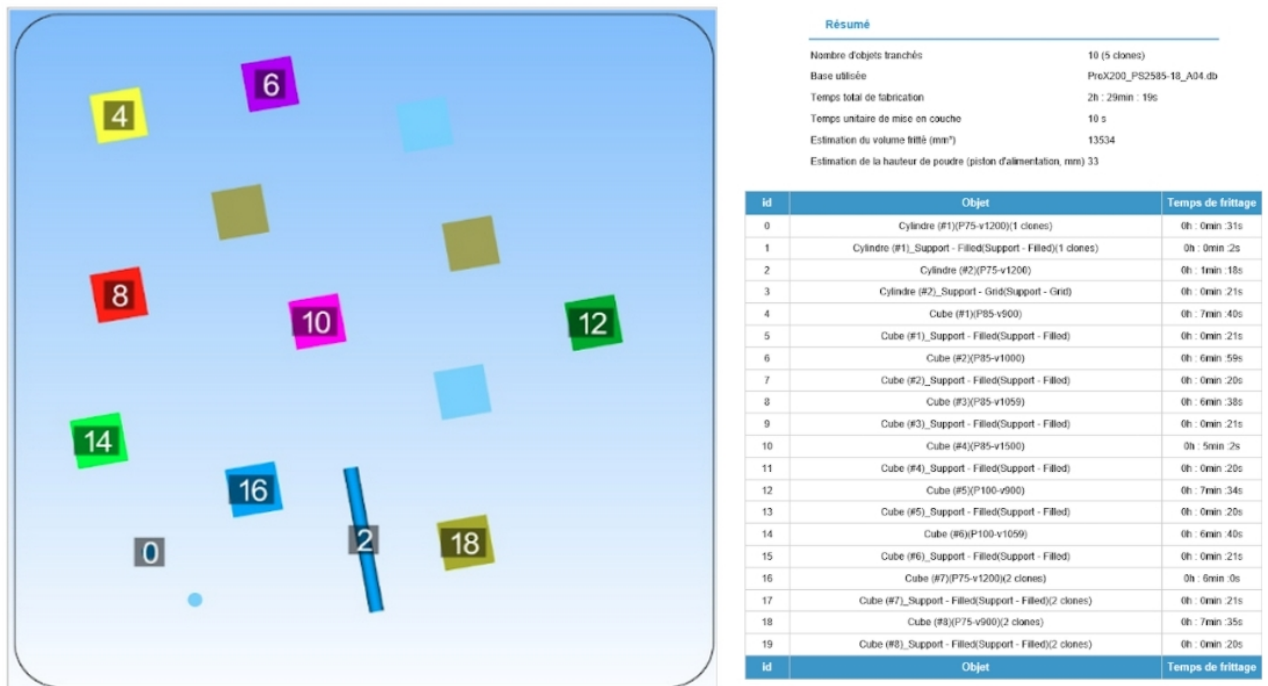 4
6
8
10
12
14
16
0
2
18
Résumé
Nombre d'objets tranchés 10 (5 clones)
Base utilisée ProX200_PS2585-18_A04.db
Temps total de fabrication 2h : 29min : 19s
Temps unitaire de mise en couche 10 s
Estimation du volume fritté (mm³) 13534
Estimation de la hauteur de poudre (piston d'alimentation, mm) 33
id Objet Temps de frittage
0 Cylindre (#1)(P75-v1200)(1 clones) 0h : 0min :31s
1 Cylindre (#1)_Support - Filled(Support - Filled)(1 clones) 0h : 0min :2s
2 Cylindre (#2)(P75-v1200) 0h : 1min :18s
3 Cylindre (#2)_Support - Grid(Support - Grid) 0h : 0min :21s
4 Cube (#1)(P85-v900) 0h : 7min :40s
5 Cube (#1)_Support - Filled(Support - Filled) 0h : 0min :21s
6 Cube (#2)(P85-v1000) 0h : 6min :59s
7 Cube (#2)_Support - Filled(Support - Filled) 0h : 0min :20s
8 Cube (#3)(P85-v1059) 0h : 6min :38s
9 Cube (#3)_Support - Filled(Support - Filled) 0h : 0min :21s
10 Cube (#4)(P85-v1500) 0h : 5min :2s
11 Cube (#4)_Support - Filled(Support - Filled) 0h : 0min :20s
12 Cube (#5)(P100-v900) 0h : 7min :34s
13 Cube (#5)_Support - Filled(Support - Filled) 0h : 0min :20s
14 Cube (#6)(P100-v1059) 0h : 6min :40s
15 Cube (#6)_Support - Filled(Support - Filled) 0h : 0min :21s
16 Cube (#7)(P75-v1200)(2 clones) 0h : 6min :0s
17 Cube (#7)_Support - Filled(Support - Filled)(2 clones) 0h : 0min :21s
18 Cube (#8)(P75-v900)(2 clones) 0h : 7min :35s
19 Cube (#8)_Support - Filled(Support - Filled)(2 clones) 0h : 0min :20s
id Objet Temps de frittage